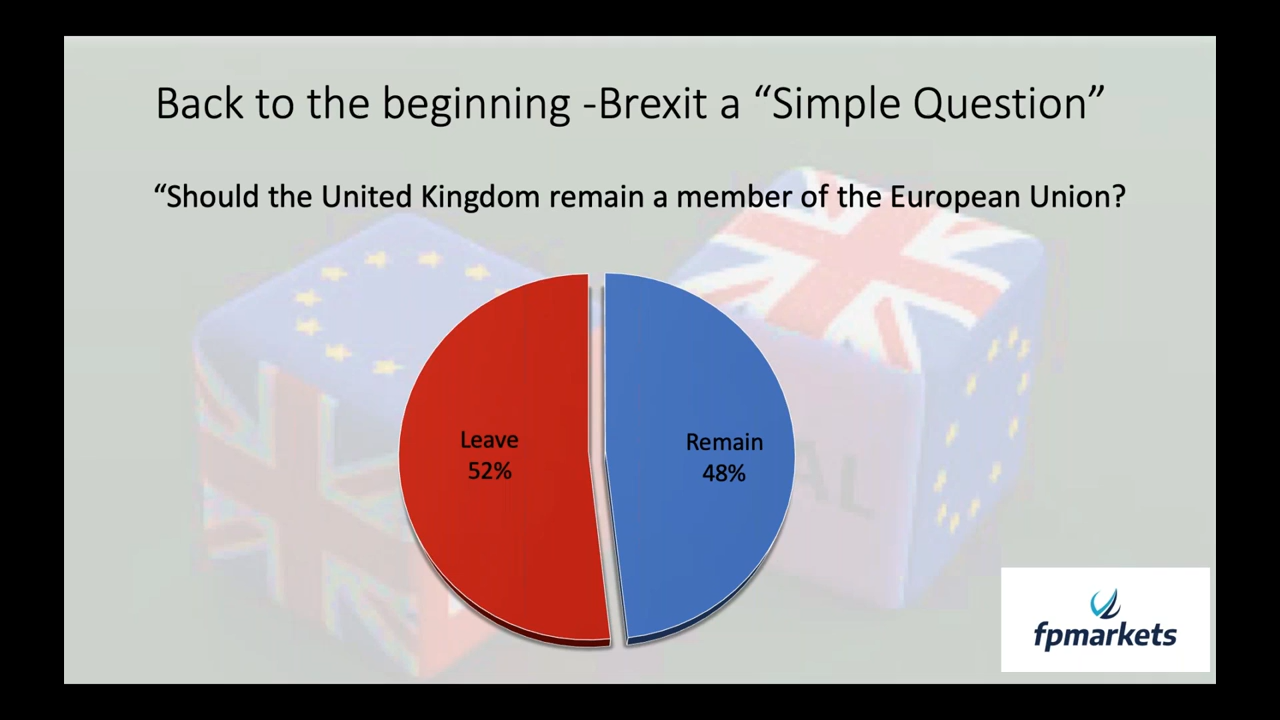 Back to the beginning -Brexit a “Simple Question”
“Should the United Kingdom remain a member of the European Union?
Leave
52%
Remain
48%
fpmarkets